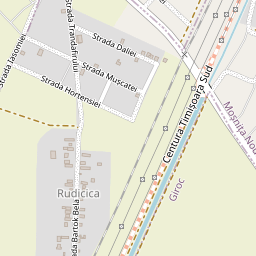 Strada Daliei
Strada Trandafirului
Strada Iasomiei
Strada Muscatei
Strada Hortensiei
Centura Timișoara Sud
Moșnița Nou
Giroc
Rudicica
Strada Bartok Bela